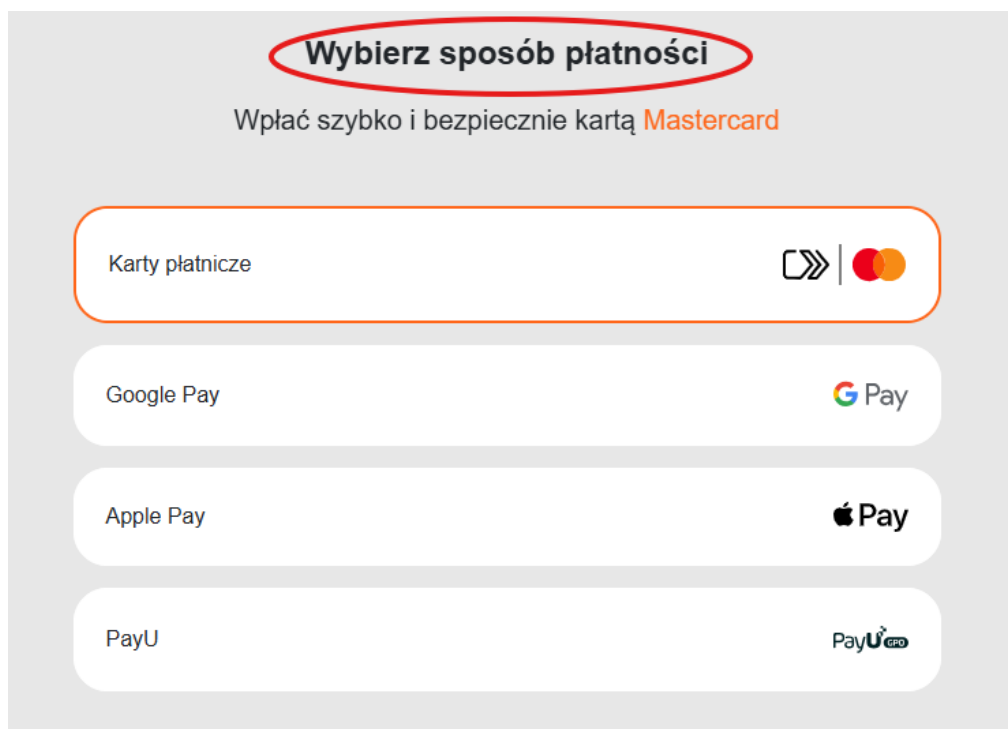 Wybierz sposób płatności
Wpłać szybko i bezpiecznie kartą Mastercard
Karty płatnicze
Google Pay
G Pay
Apple Pay
Pay
PayU
PayU GPO